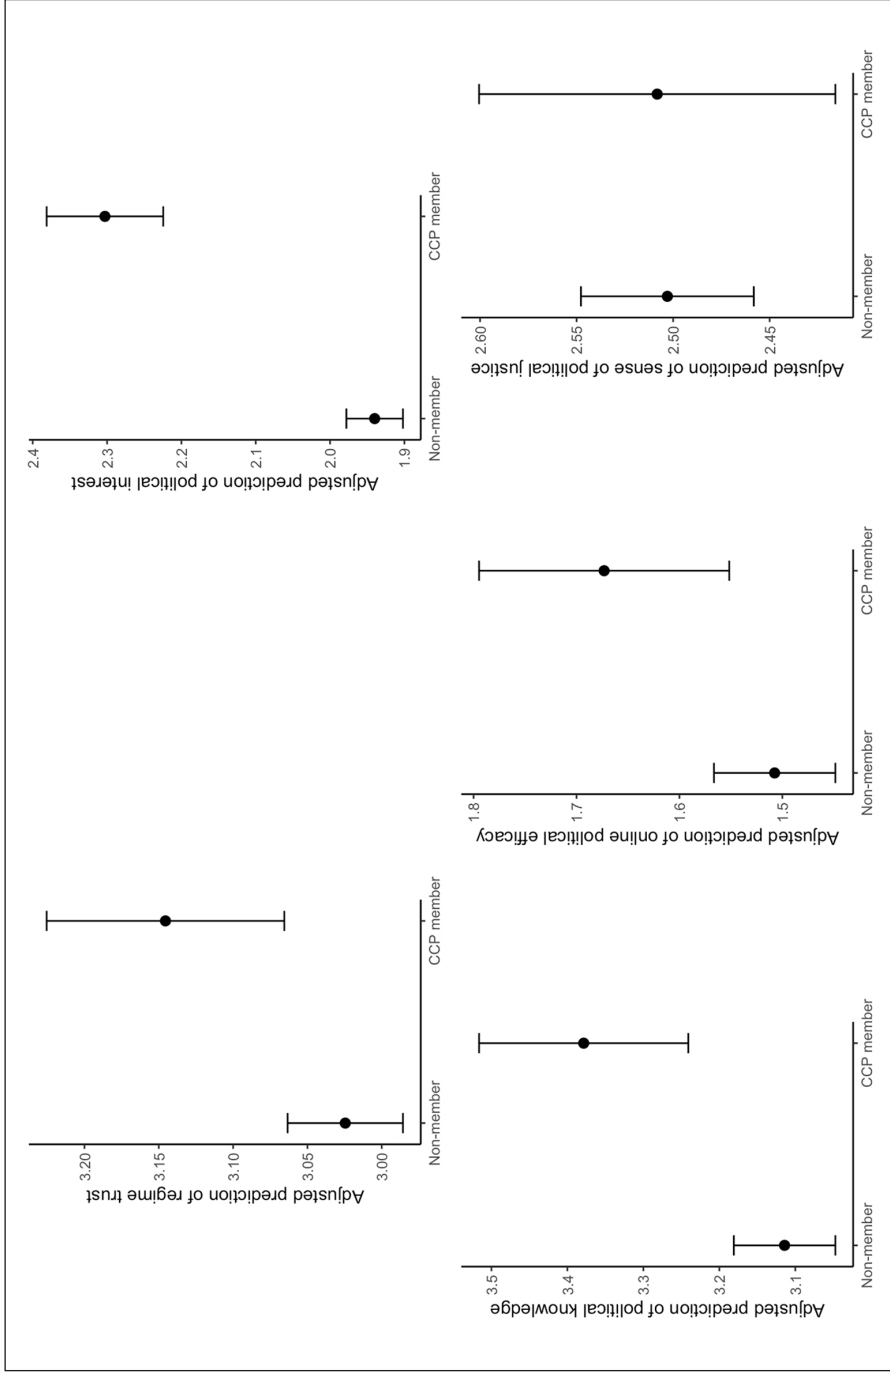 Adjusted prediction of regime trust
3.20
3.15
3.10
3.05
3.00
Non-member
CCP member
Adjusted prediction of political interest
2.4
2.3
2.2
2.1
2.0
1.9
Non-member
CCP member
Adjusted prediction of political knowledge
3.5
3.4
3.3
3.2
3.1
Non-member
CCP member
Adjusted prediction of online political efficacy
1.8
1.7
1.6
1.5
Non-member
CCP member
Adjusted prediction of sense of political justice
2.60
2.55
2.50
2.45
Non-member
CCP member